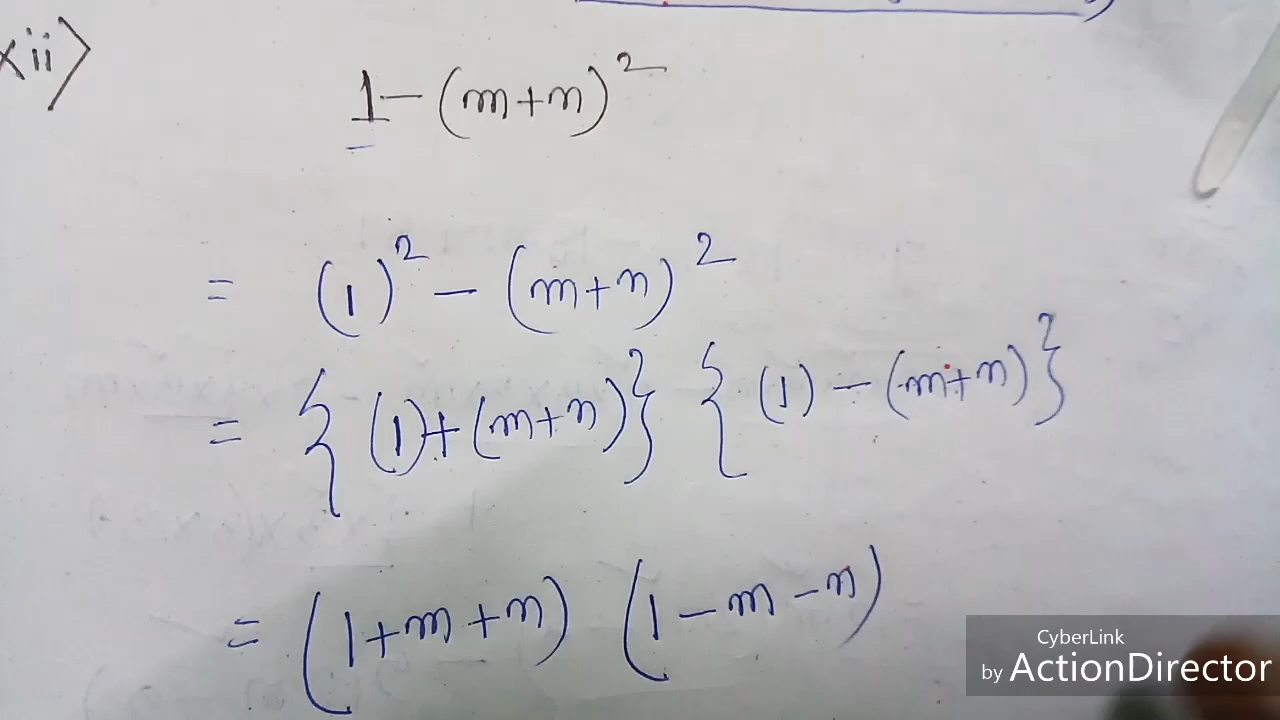 xii)
1 - (m+n)²
= (1)² - (m+n)²
= { (1)+(m+n)} { (1) - (m+n)}
= (1+m+n) (1-m-n)
CyberLink
by ActionDirector